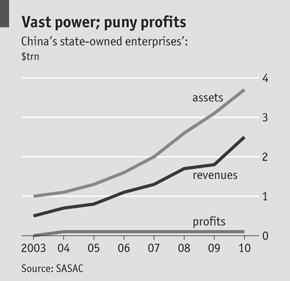 Vast power; puny profits
China's state-owned enterprises':
$trn
4
assets
3
2
revenues
1
profits
0
2003 04 05 06 07 08 09 10
Source: SASAC